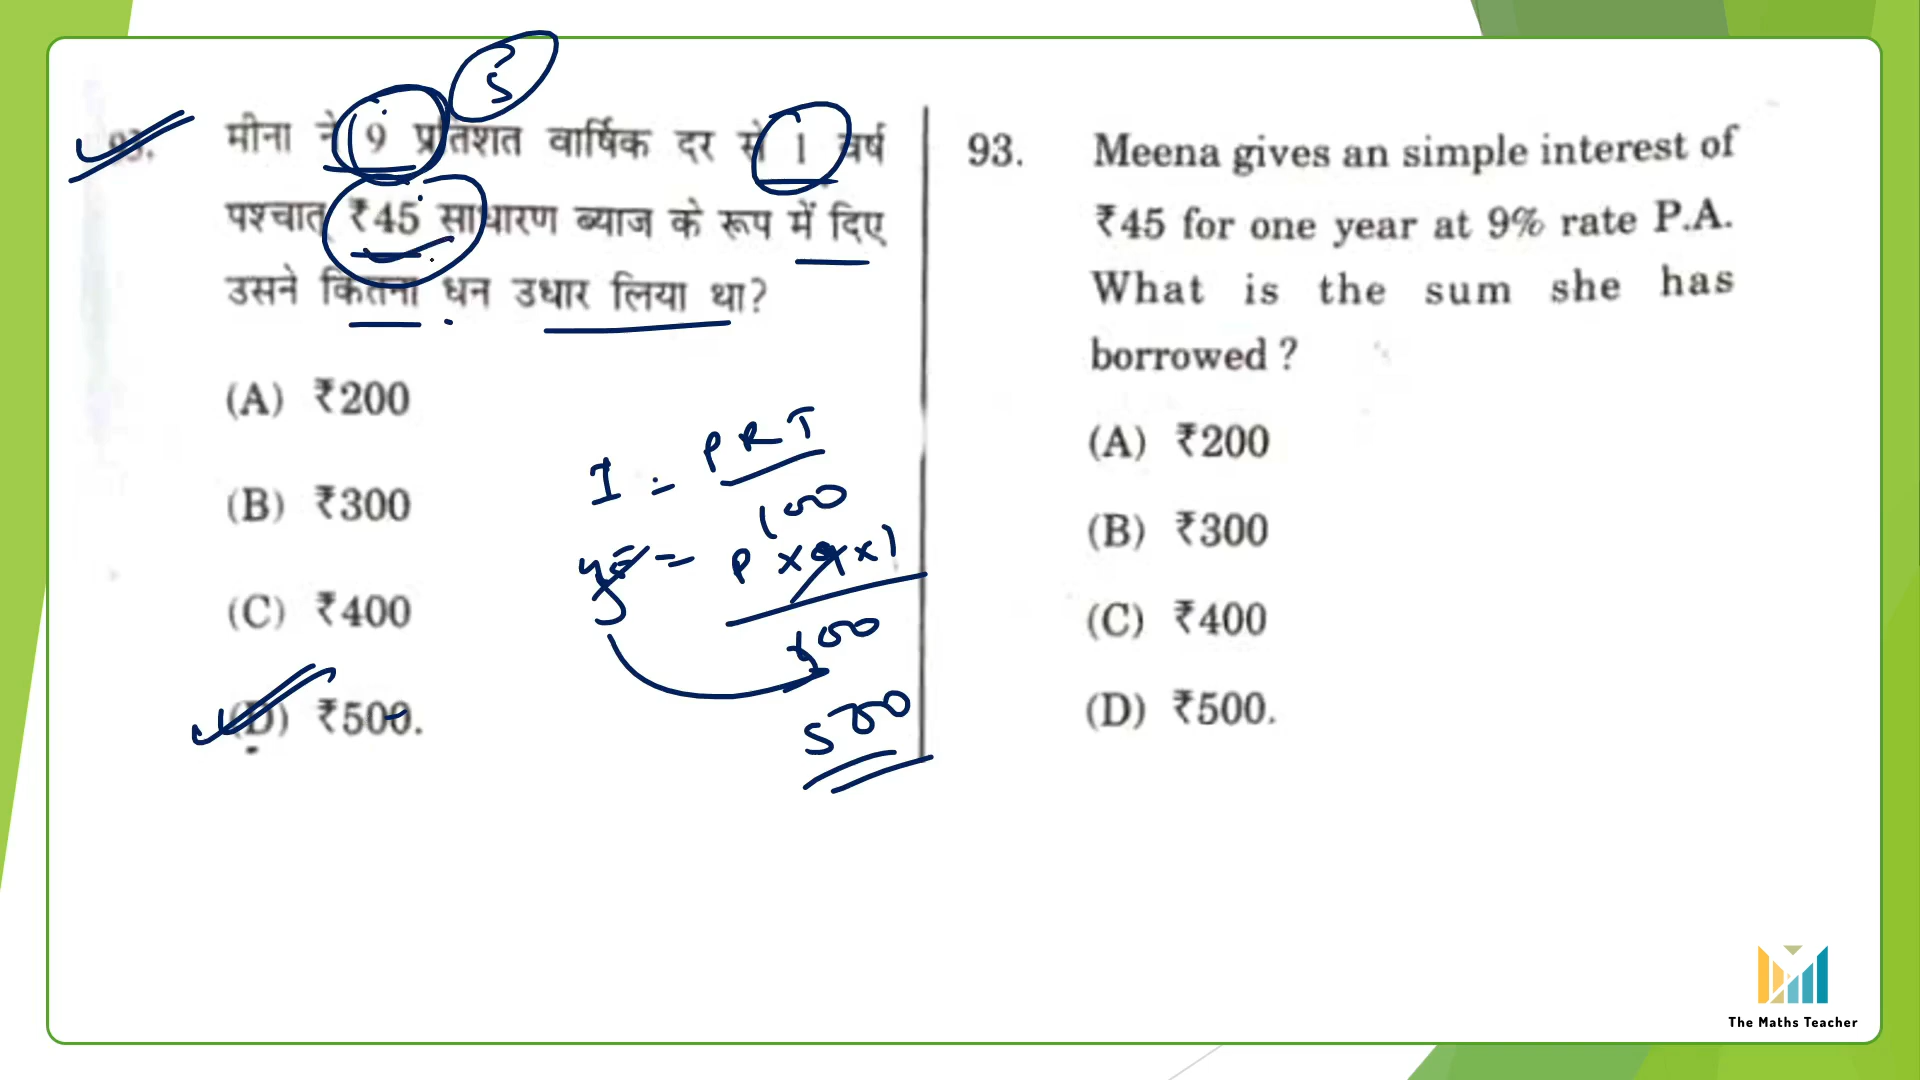 93.
मीना ने 9 प्रतिशत वार्षिक दर से 1 वर्ष
पश्चात् ₹45 साधारण ब्याज के रूप में दिए
उसने कितना धन उधार लिया था?
(A) ₹200
(B) ₹300
(C) ₹400
(D) ₹500.
I = PRT
100
45 = P x 9 x 1
100
5
500
93. Meena gives an simple interest of
₹45 for one year at 9% rate P.A.
What is the sum she has
borrowed ?
(A) ₹200
(B) ₹300
(C) ₹400
(D) ₹500.
The Maths Teacher